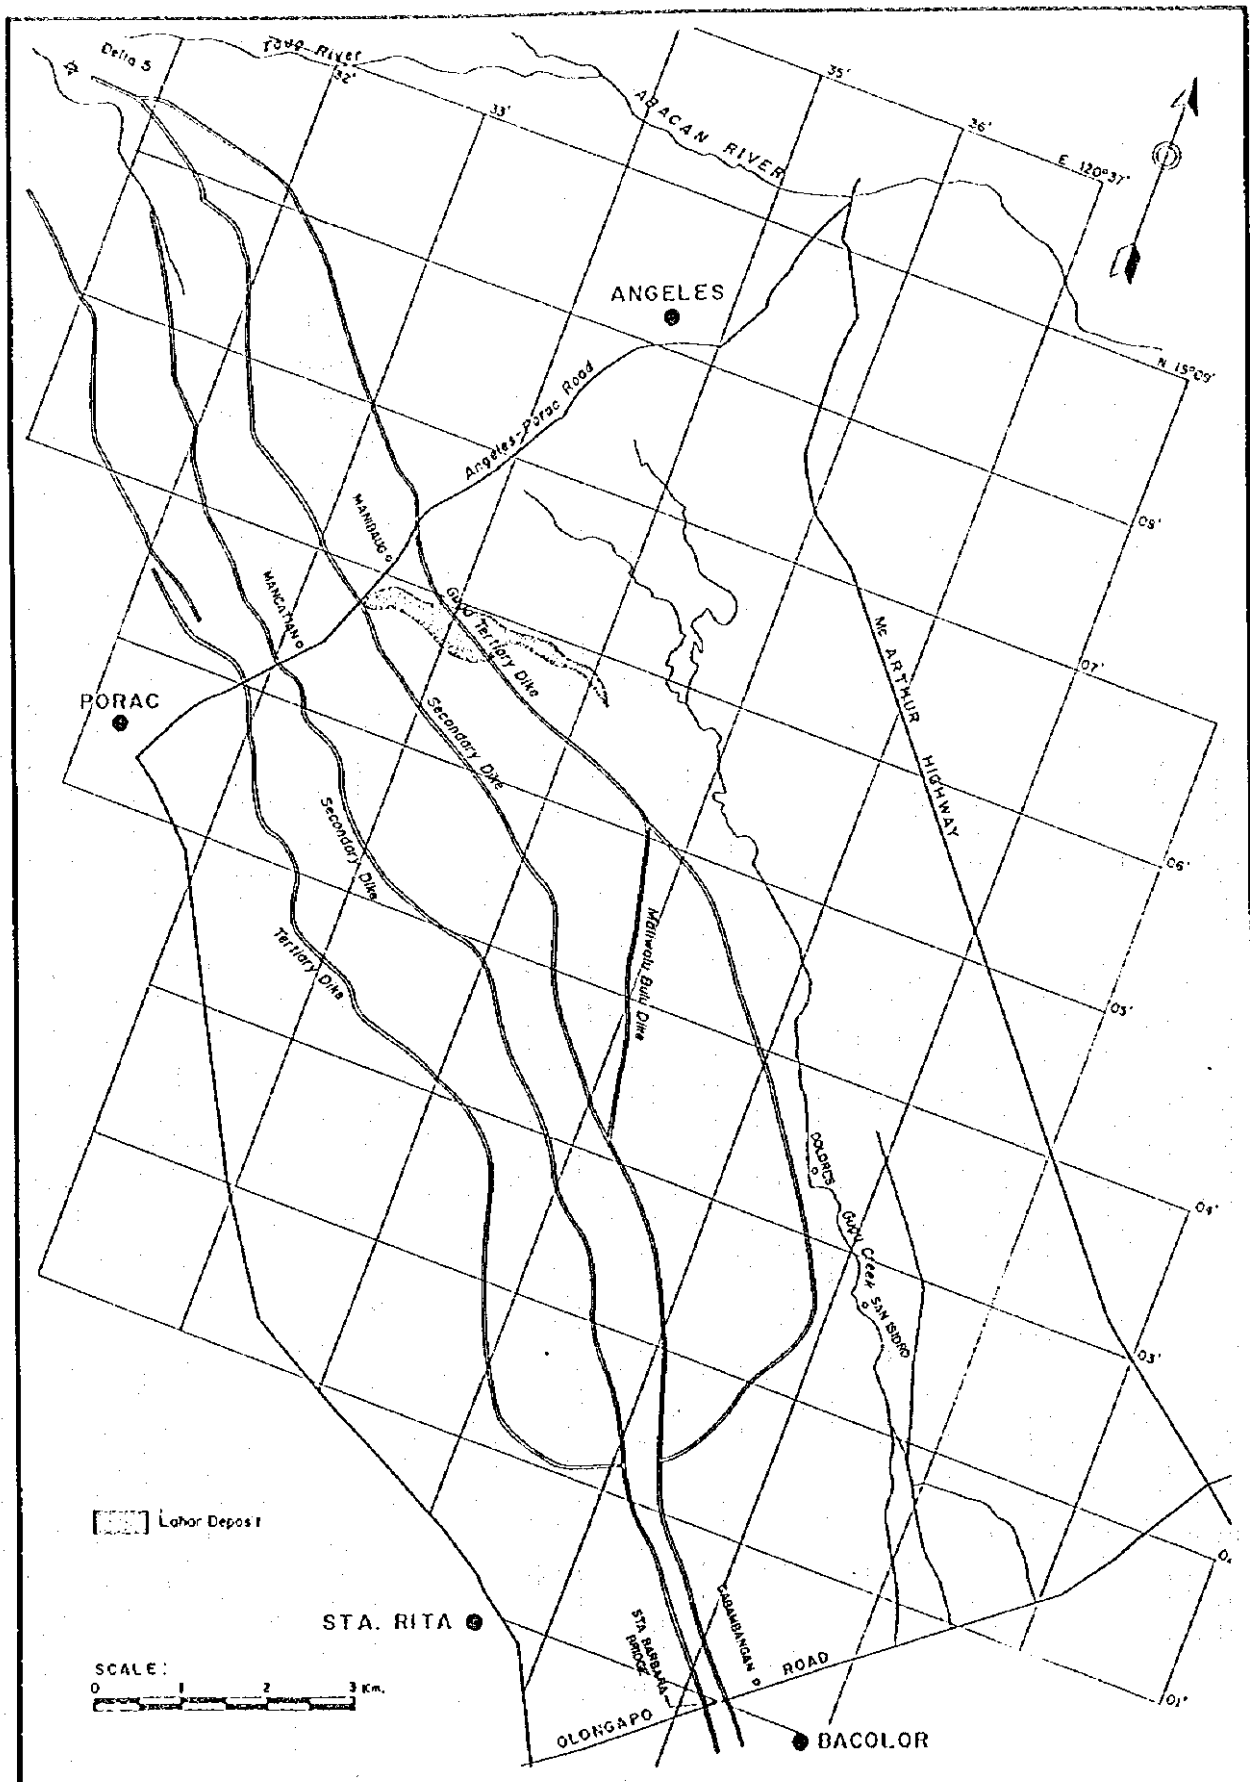 Delta 5
River
32'
33'
35'
36'
E 120°37'
ABACAN RIVER
ANGELES
N 15°09'
Angeles-Porac Road
08'
MANIBAUG
MANCATIAN
Gugu Tertiary Dike
Mc ARTHUR HIGHWAY
07'
PORAC
Secondary Dike
Secondary Dike
06'
Maliwalu Bulu Dike
Tertiary Dike
05'
DOLORES
Gugu Creek
04'
SAN ISIDRO
03'
Lahar Deposit
STA. RITA
STA BARBARA
BRIDGE
CABAMBANGAN
ROAD
SCALE:
0 1 2 3 Km.
01'
OLONGAPO
BACOLOR